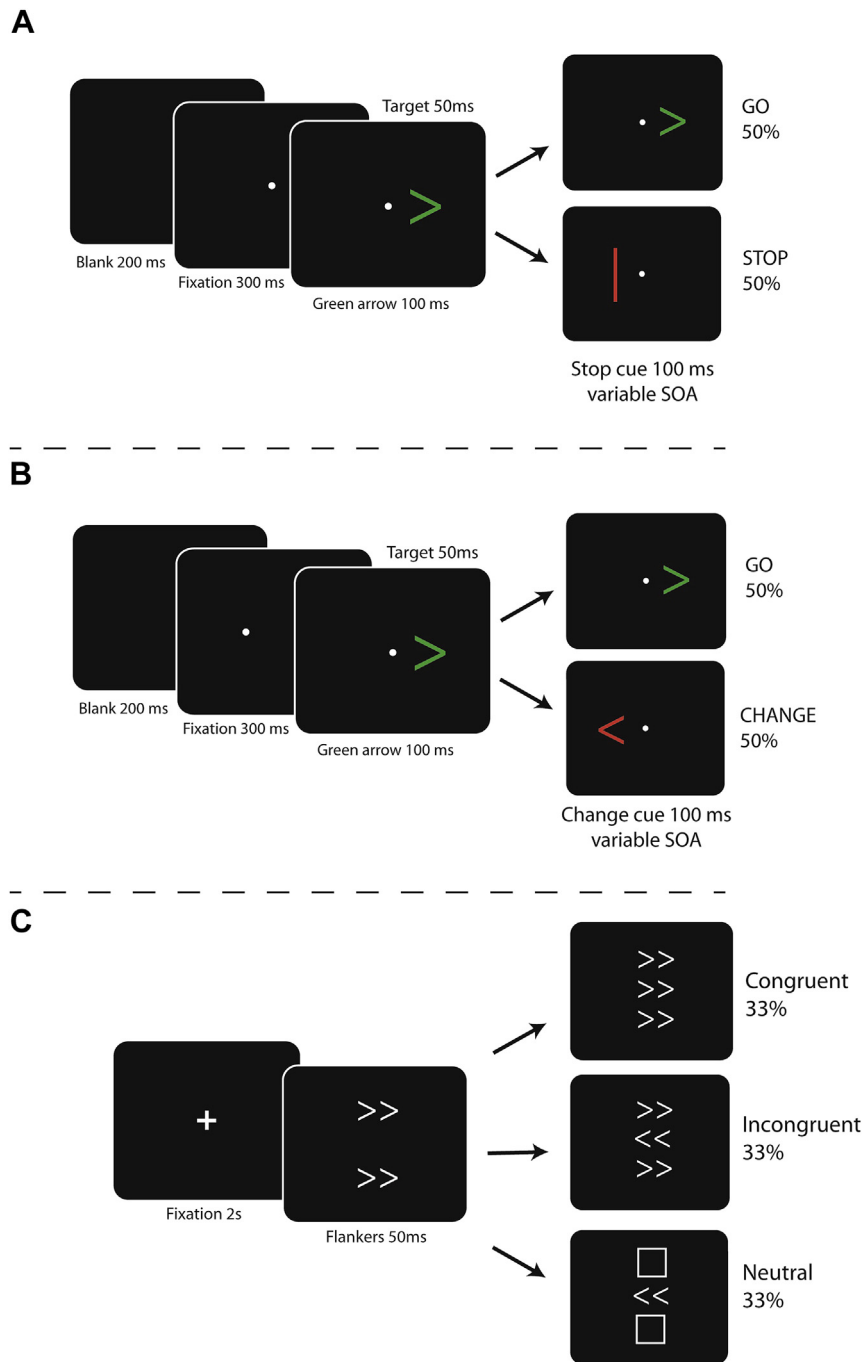 A
Target 50ms
Blank 200 ms
Fixation 300 ms
Green arrow 100 ms
GO
50%
STOP
50%
Stop cue 100 ms
variable SOA
B
Target 50ms
Blank 200 ms
Fixation 300 ms
Green arrow 100 ms
GO
50%
CHANGE
50%
Change cue 100 ms
variable SOA
C
Fixation 2s
Flankers 50ms
>>
>>
Congruent
33%
>>
>>
>>
Incongruent
33%
>>
<<
>>
Neutral
33%
<<